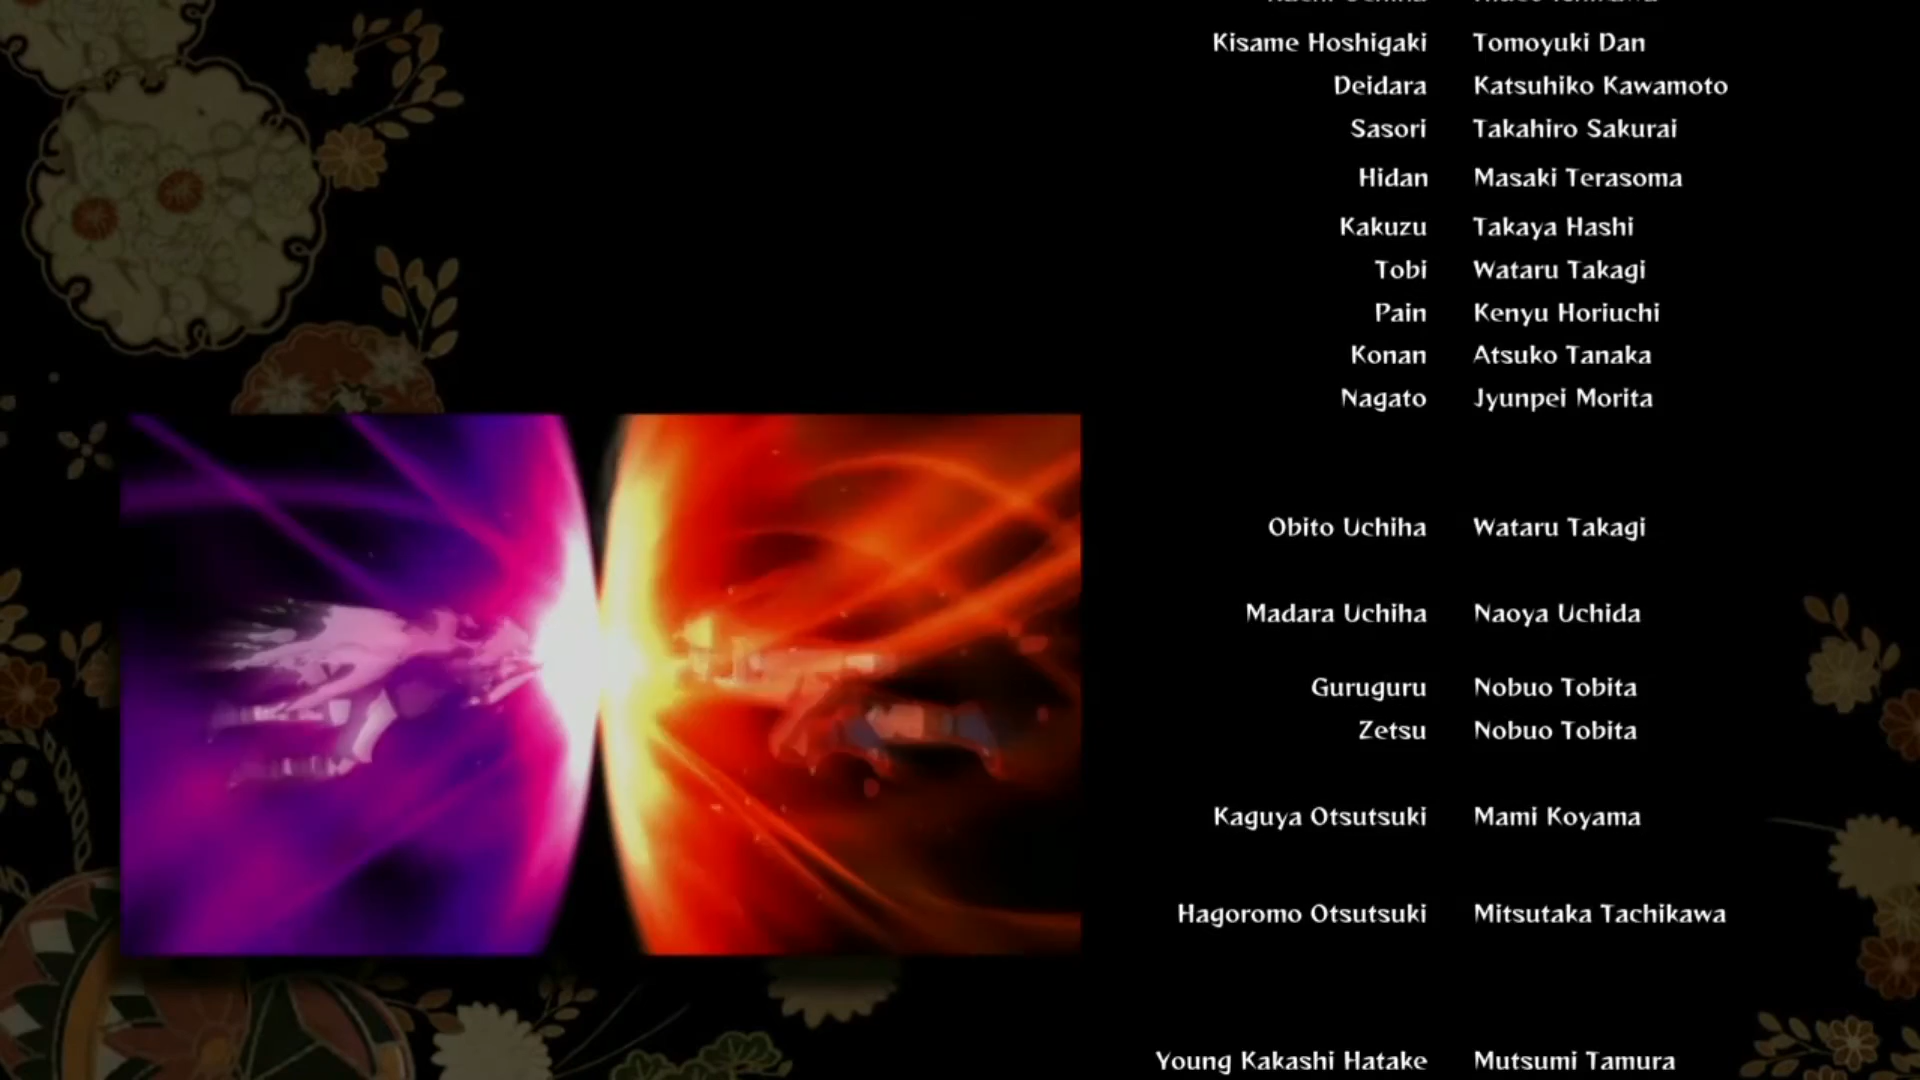 Kisame Hoshigaki Tomoyuki Dan
Deidara Katsuhiko Kawamoto
Sasori Takahiro Sakurai
Hidan Masaki Terasoma
Kakuzu Takaya Hashi
Tobi Wataru Takagi
Pain Kenyu Horiuchi
Konan Atsuko Tanaka
Nagato Jyunpei Morita
Obito Uchiha Wataru Takagi
Madara Uchiha Naoya Uchida
Guruguru Nobuo Tobita
Zetsu Nobuo Tobita
Kaguya Otsutsuki Mami Koyama
Hagoromo Otsutsuki Mitsutaka Tachikawa
Young Kakashi Hatake Mutsumi Tamura